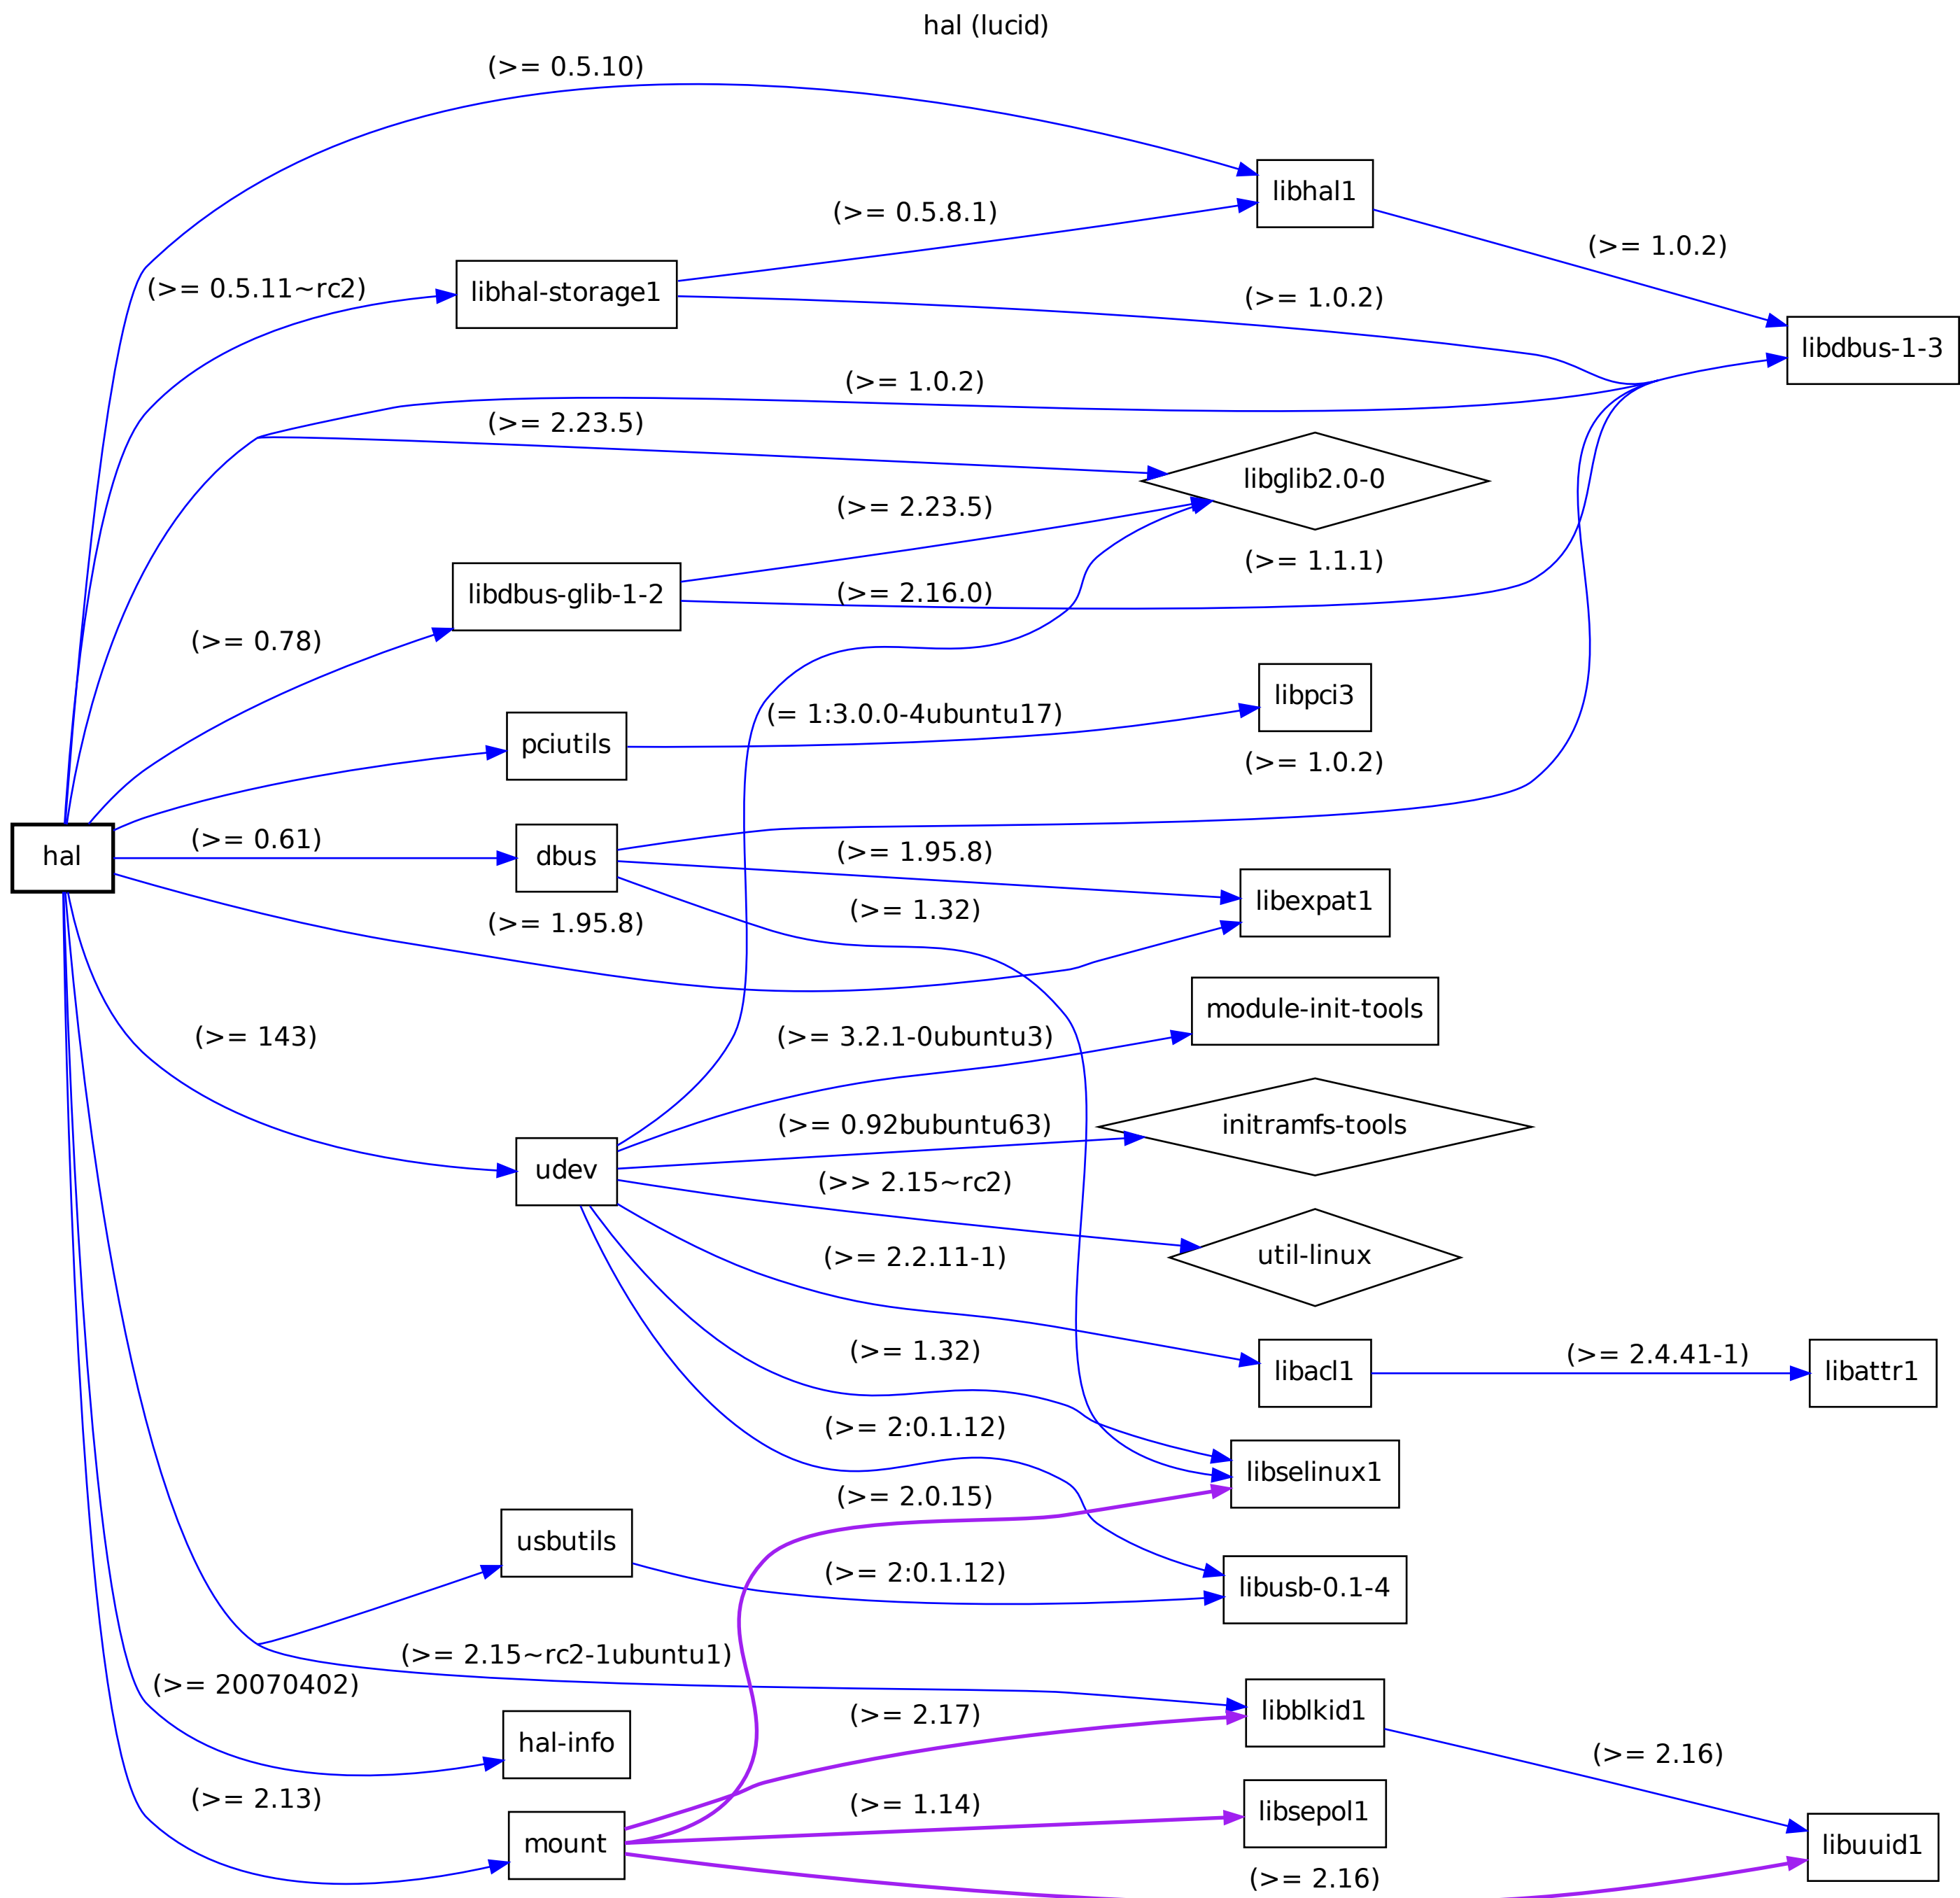 hal (lucid)
(>= 0.5.10)
libhal1
(>= 0.5.8.1)
(>= 1.0.2)
(>= 0.5.11~rc2)
libhal-storage1
(>= 1.0.2)
libdbus-1-3
(>= 1.0.2)
(>= 2.23.5)
libglib2.0-0
(>= 2.23.5)
(>= 1.1.1)
libdbus-glib-1-2
(>= 2.16.0)
(>= 0.78)
libpci3
(= 1:3.0.0-4ubuntu17)
pciutils
(>= 1.0.2)
(>= 0.61)
hal
dbus
(>= 1.95.8)
libexpat1
(>= 1.32)
(>= 1.95.8)
module-init-tools
(>= 143)
(>= 3.2.1-0ubuntu3)
(>= 0.92bubuntu63)
initramfs-tools
udev
(>> 2.15~rc2)
util-linux
(>= 2.2.11-1)
(>= 1.32)
(>= 2.4.41-1)
libacl1
libattr1
(>= 2:0.1.12)
libselinux1
(>= 2.0.15)
usbutils
(>= 2:0.1.12)
libusb-0.1-4
(>= 2.15~rc2-1ubuntu1)
(>= 20070402)
(>= 2.17)
libblkid1
hal-info
(>= 2.16)
(>= 2.13)
(>= 1.14)
libsepol1
mount
libuuid1
(>= 2.16)